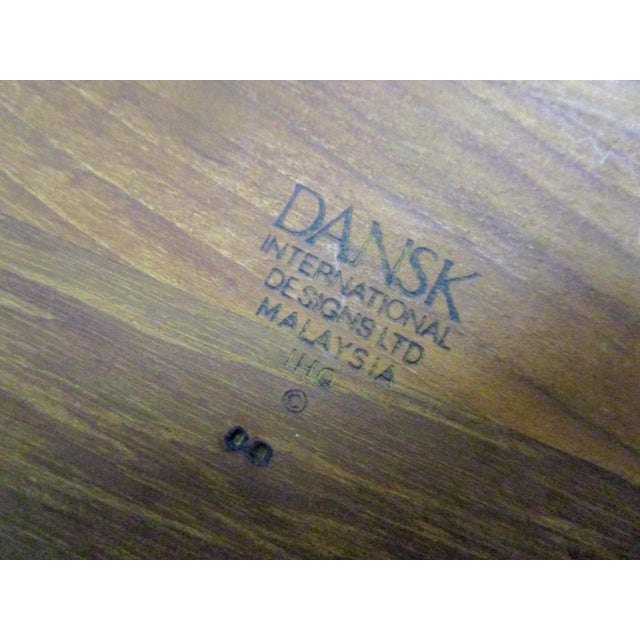 DANSK
INTERNATIONAL
DESIGNS LTD
MALAYSIA
IHQ
©